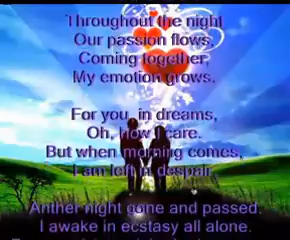 'Throughout the night
Our passion flows,
Coming together,
My emotion grows.
For you, in dreams,
Oh, how I care.
But when morning comes,
I am left in despair.
Anther night gone and passed.
I awake in ecstasy all alone.